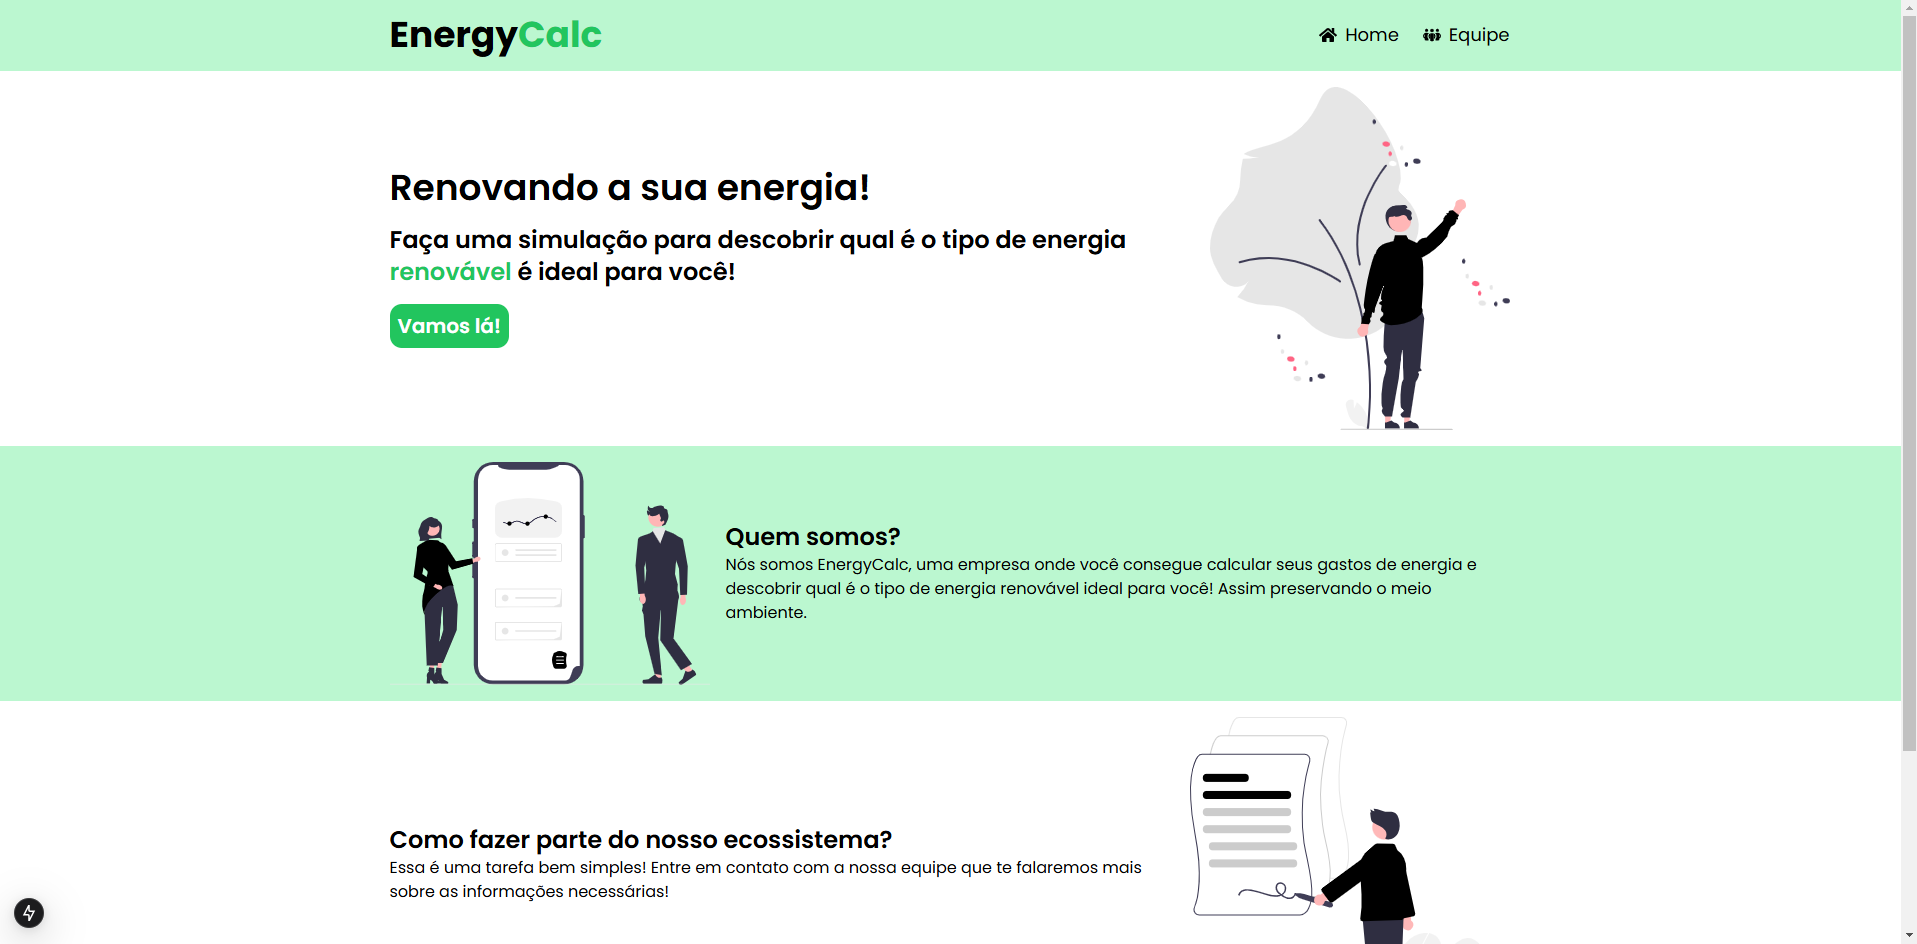 EnergyCalc
Home
Equipe
Renovando a sua energia!
Faça uma simulação para descobrir qual é o tipo de energia
renovável é ideal para você!
Vamos lá!
Quem somos?
Nós somos EnergyCalc, uma empresa onde você consegue calcular seus gastos de energia e
descobrir qual é o tipo de energia renovável ideal para você! Assim preservando o meio
ambiente.
Como fazer parte do nosso ecossistema?
Essa é uma tarefa bem simples! Entre em contato com a nossa equipe que te falaremos mais
sobre as informações necessárias!